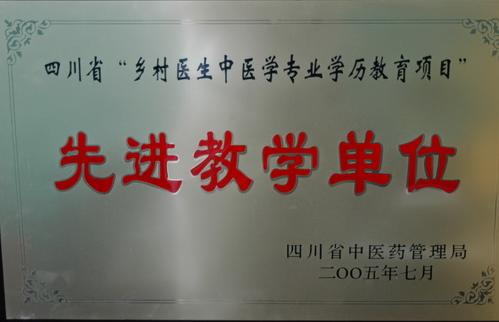 四川省“乡村医生中医学专业学历教育项目”
先进教学单位
四川省中医药管理局
二〇〇五年七月